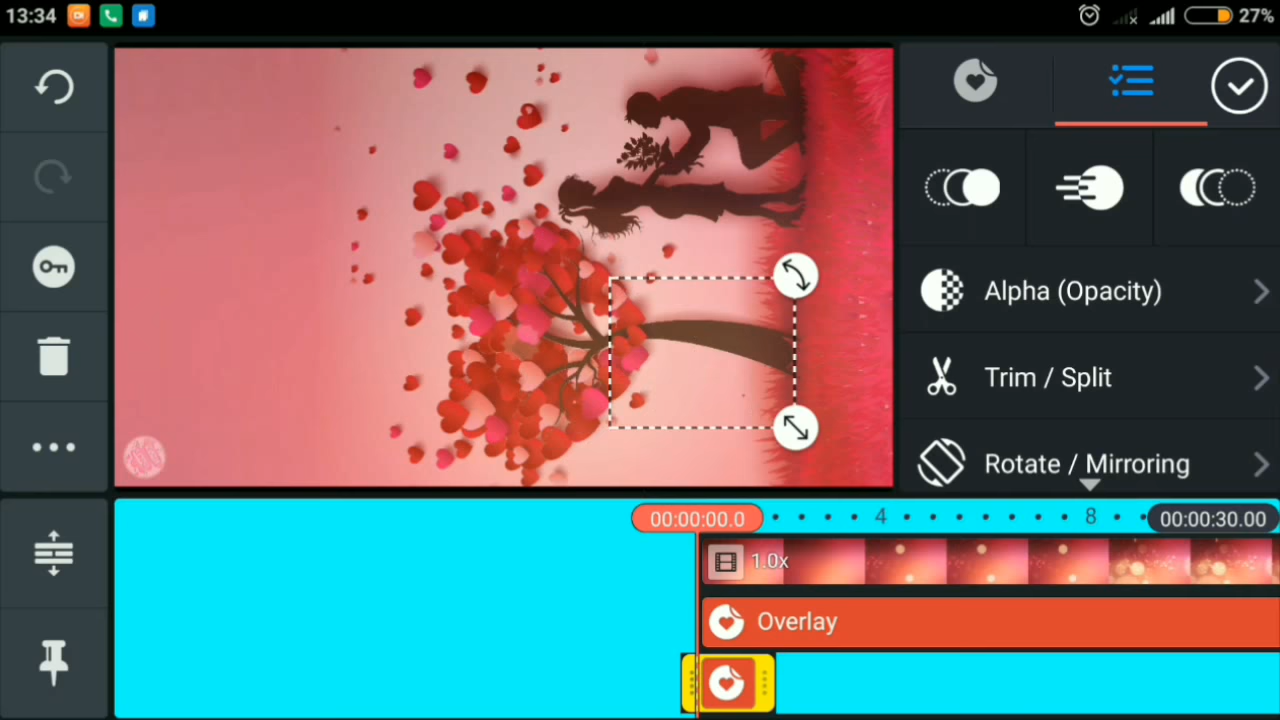 13:34
27%
Alpha (Opacity)
Trim / Split
Rotate / Mirroring
00:00:00.0
4
8
00:00:30.00
1.0x
Overlay